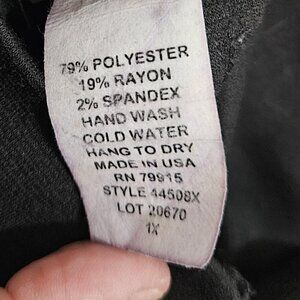 79% POLYESTER
19% RAYON
2% SPANDEX
HAND WASH
COLD WATER
HANG TO DRY
MADE IN USA
RN 79915
STYLE 44508X
LOT 20670
1X